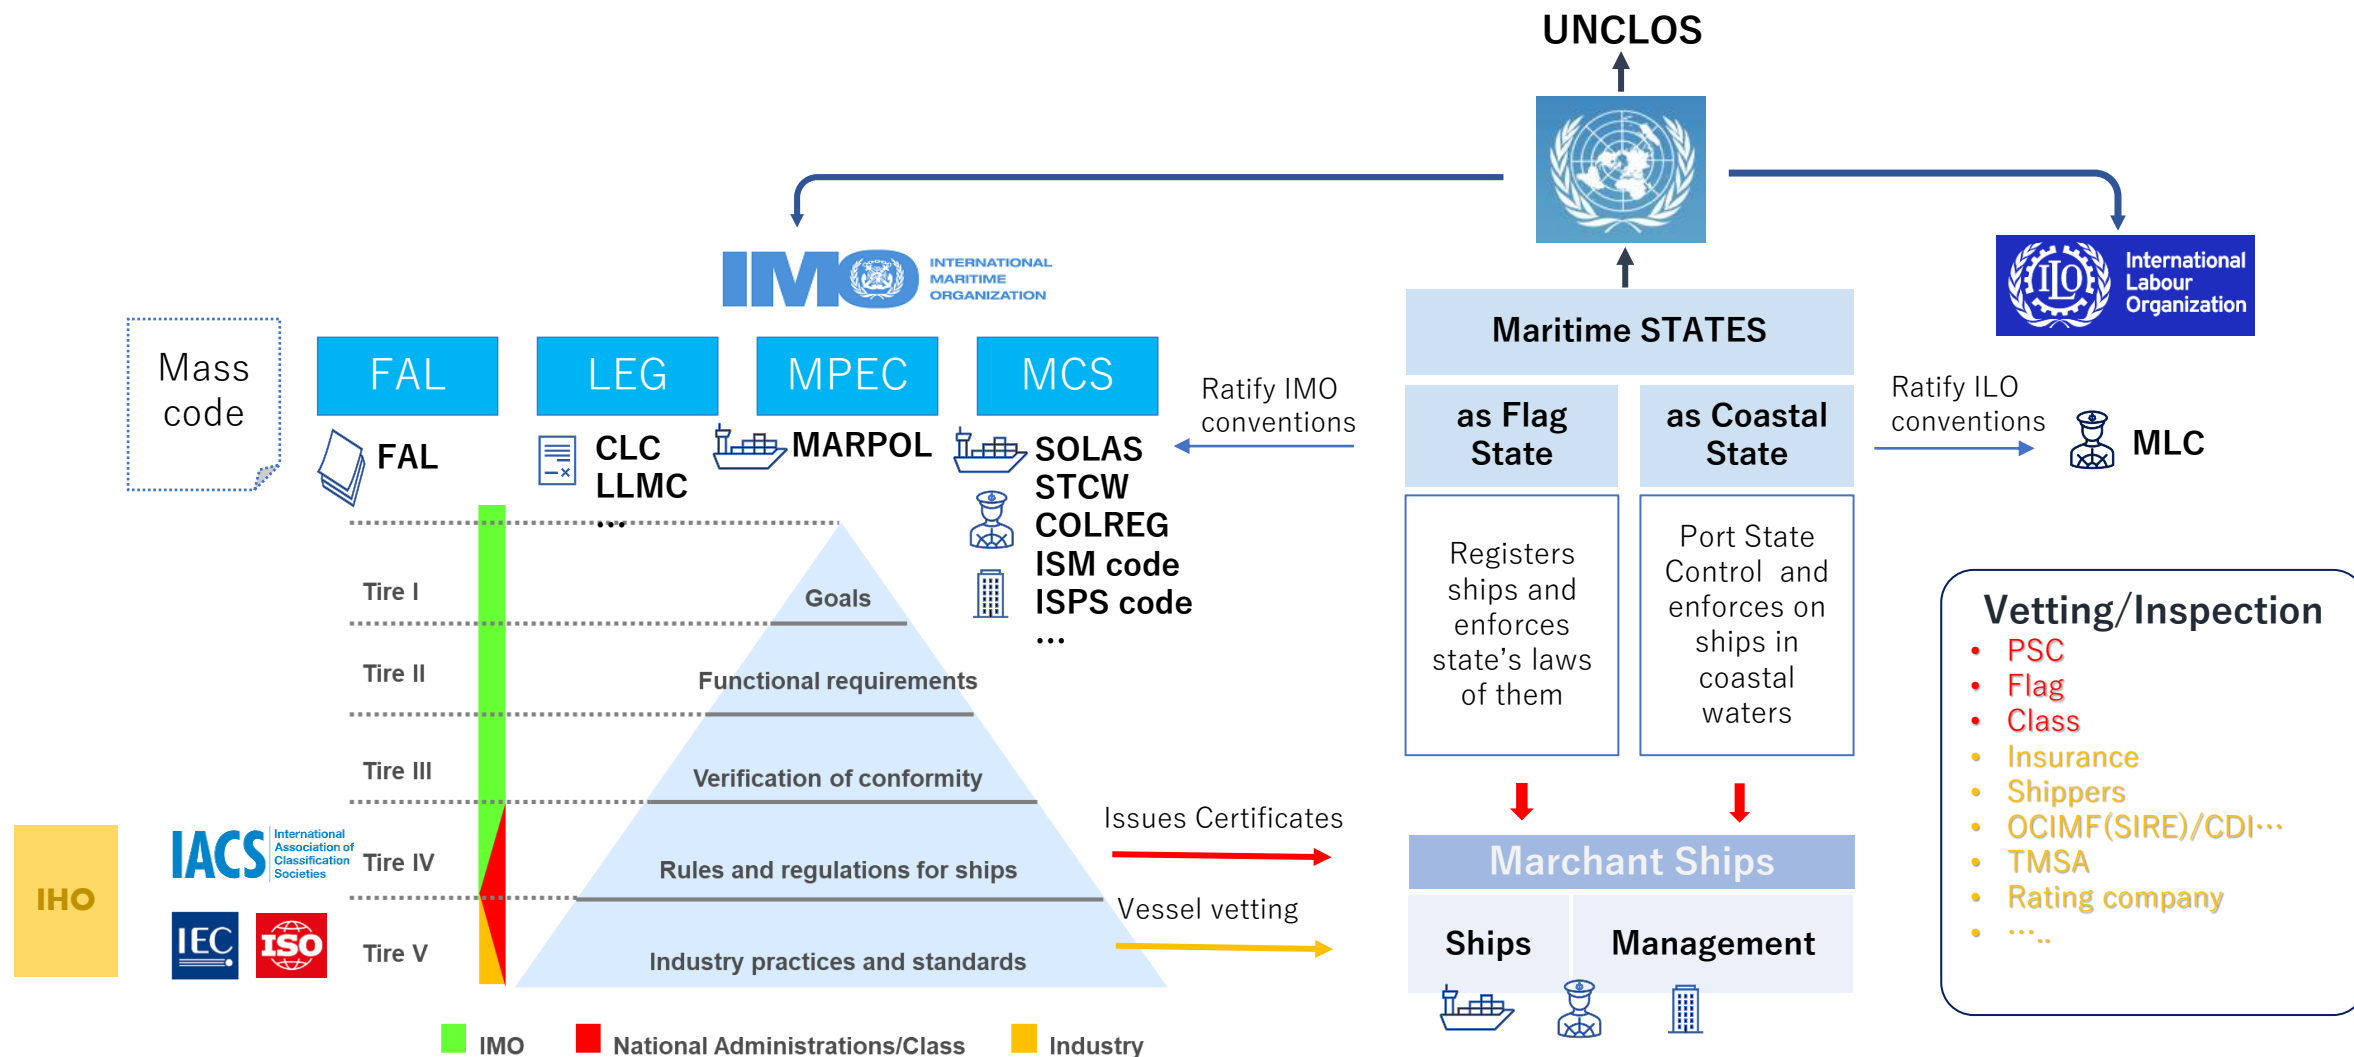 UNCLOS
IMO
INTERNATIONAL
MARITIME
ORGANIZATION
ILO
International
Labour
Organization
Mass
code
FAL
LEG
MPEC
MCS
FAL
CLC
LLMC
...
MARPOL
SOLAS
STCW
COLREG
ISM code
ISPS code
...
Ratify IMO
conventions
Maritime STATES
as Flag
State
as Coastal
State
Ratify ILO
conventions
MLC
Registers
ships and
enforces
state's laws
of them
Port State
Control and
enforces on
ships in
coastal
waters
Tire I
Goals
Tire II
Functional requirements
Tire III
Verification of conformity
Tire IV
Rules and regulations for ships
Tire V
Industry practices and standards
IHO
IACS
International
Association of
Classification
Societies
IEC
ISO
Issues Certificates
Vessel vetting
Marchant Ships
Ships
Management
Vetting/Inspection
• PSC
• Flag
• Class
• Insurance
• Shippers
• OCIMF(SIRE)/CDI…
• TMSA
• Rating company
• …..
IMO
National Administrations/Class
Industry